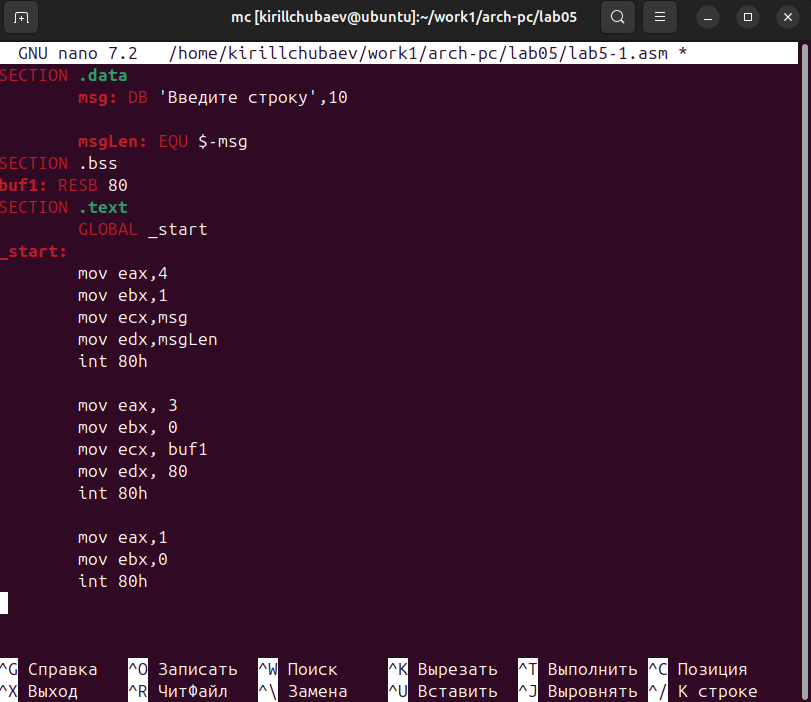 mc [kirillchubaev@ubuntu]:~/work1/arch-pc/lab05
GNU nano 7.2 /home/kirillchubaev/work1/arch-pc/lab05/lab5-1.asm *
SECTION .data
msg: DB 'Введите строку',10
msgLen: EQU $-msg
SECTION .bss
buf1: RESB 80
SECTION .text
GLOBAL _start
_start:
mov eax,4
mov ebx,1
mov ecx,msg
mov edx,msgLen
int 80h
mov eax, 3
mov ebx, 0
mov ecx, buf1
mov edx, 80
int 80h
mov eax,1
mov ebx,0
int 80h
^G Справка ^O Записать ^W Поиск ^K Вырезать ^T Выполнить ^C Позиция
^X Выход ^R ЧитФайл ^\ Замена ^U Вставить ^J Выровнять ^/ К строке